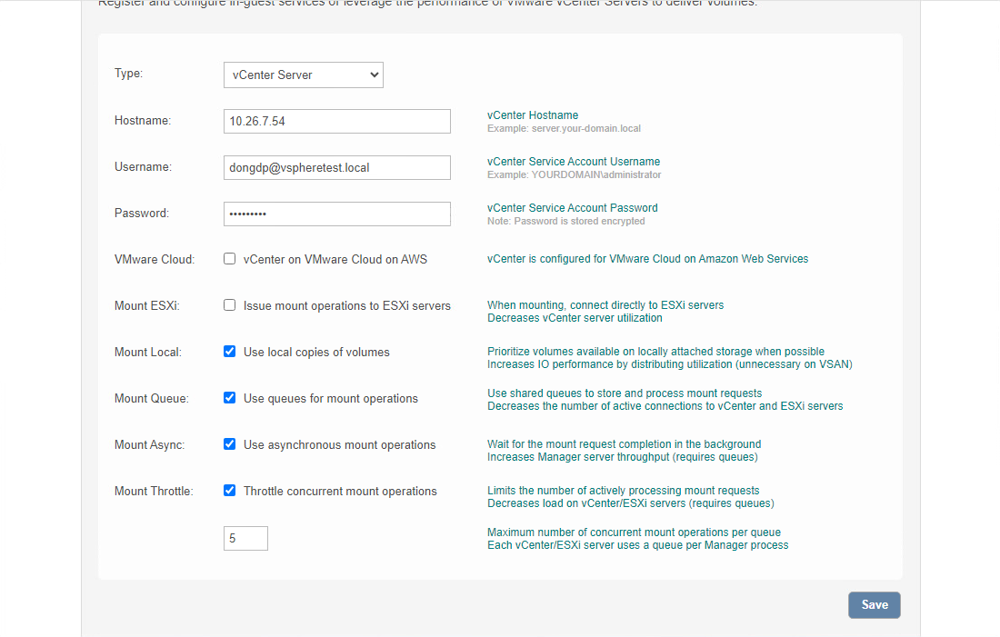 Register and configure in-guest services or leverage the performance of VMware vCenter Servers to deliver volumes.
Type:
vCenter Server
Hostname:
10.26.7.54
vCenter Hostname
Example: server.your-domain.local
Username:
dongdp@vspheretest.local
vCenter Service Account Username
Example: YOURDOMAIN\administrator
Password:
•••••••••
vCenter Service Account Password
Note: Password is stored encrypted
VMware Cloud:
vCenter on VMware Cloud on AWS
vCenter is configured for VMware Cloud on Amazon Web Services
Mount ESXi:
Issue mount operations to ESXi servers
When mounting, connect directly to ESXi servers
Decreases vCenter server utilization
Mount Local:
Use local copies of volumes
Prioritize volumes available on locally attached storage when possible
Increases IO performance by distributing utilization (unnecessary on VSAN)
Mount Queue:
Use queues for mount operations
Use shared queues to store and process mount requests
Decreases the number of active connections to vCenter and ESXi servers
Mount Async:
Use asynchronous mount operations
Wait for the mount request completion in the background
Increases Manager server throughput (requires queues)
Mount Throttle:
Throttle concurrent mount operations
Limits the number of actively processing mount requests
Decreases load on vCenter/ESXi servers (requires queues)
5
Maximum number of concurrent mount operations per queue
Each vCenter/ESXi server uses a queue per Manager process
Save